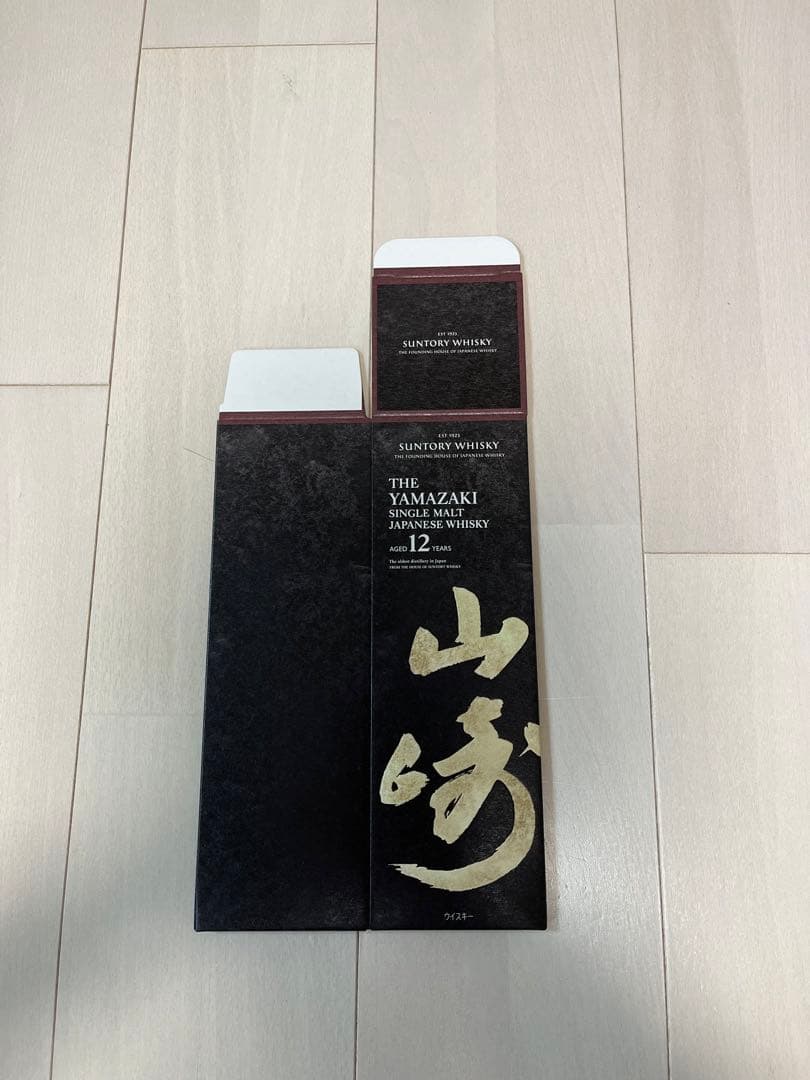 EST 1923
SUNTORY WHISKY
THE FOUNDING HOUSE OF JAPANESE WHISKY
EST 1923
SUNTORY WHISKY
THE FOUNDING HOUSE OF JAPANESE WHISKY
THE
YAMAZAKI
SINGLE MALT
JAPANESE WHISKY
AGED 12 YEARS
The oldest distillery in Japan
FROM THE HOUSE OF SUNTORY WHISKY
山
崎
ウイスキー